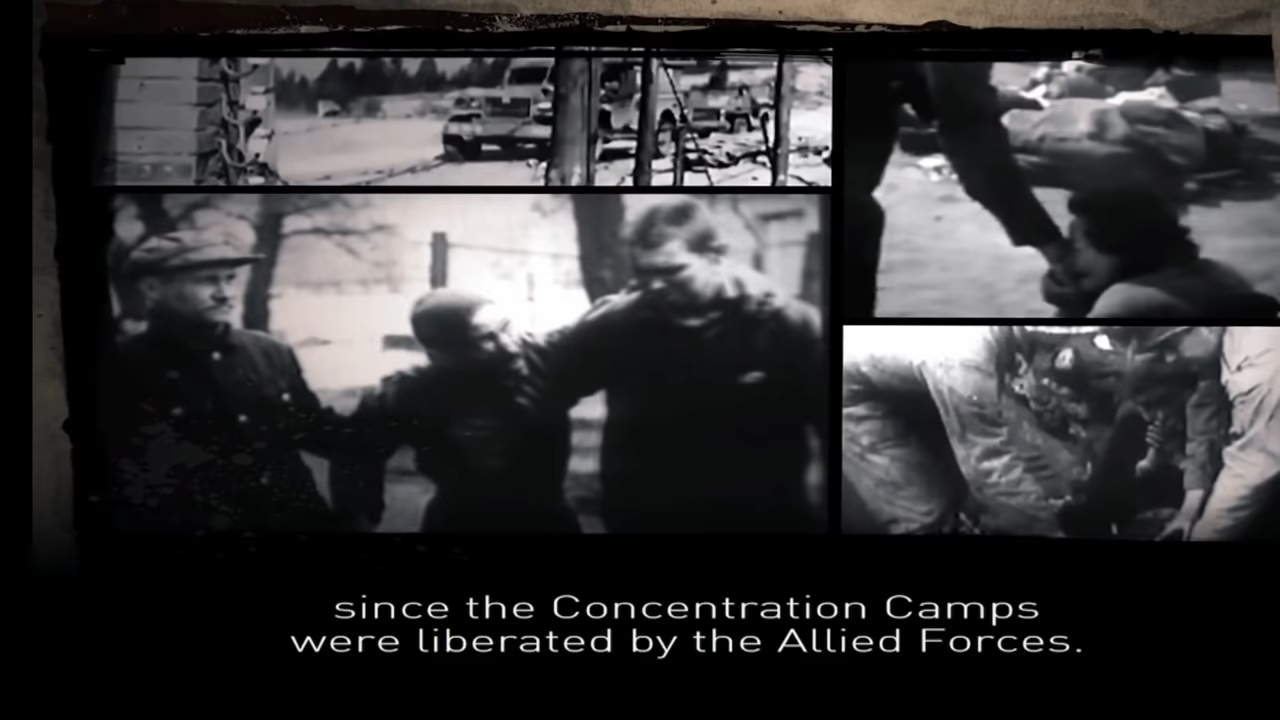 since the Concentration Camps
were liberated by the Allied Forces.